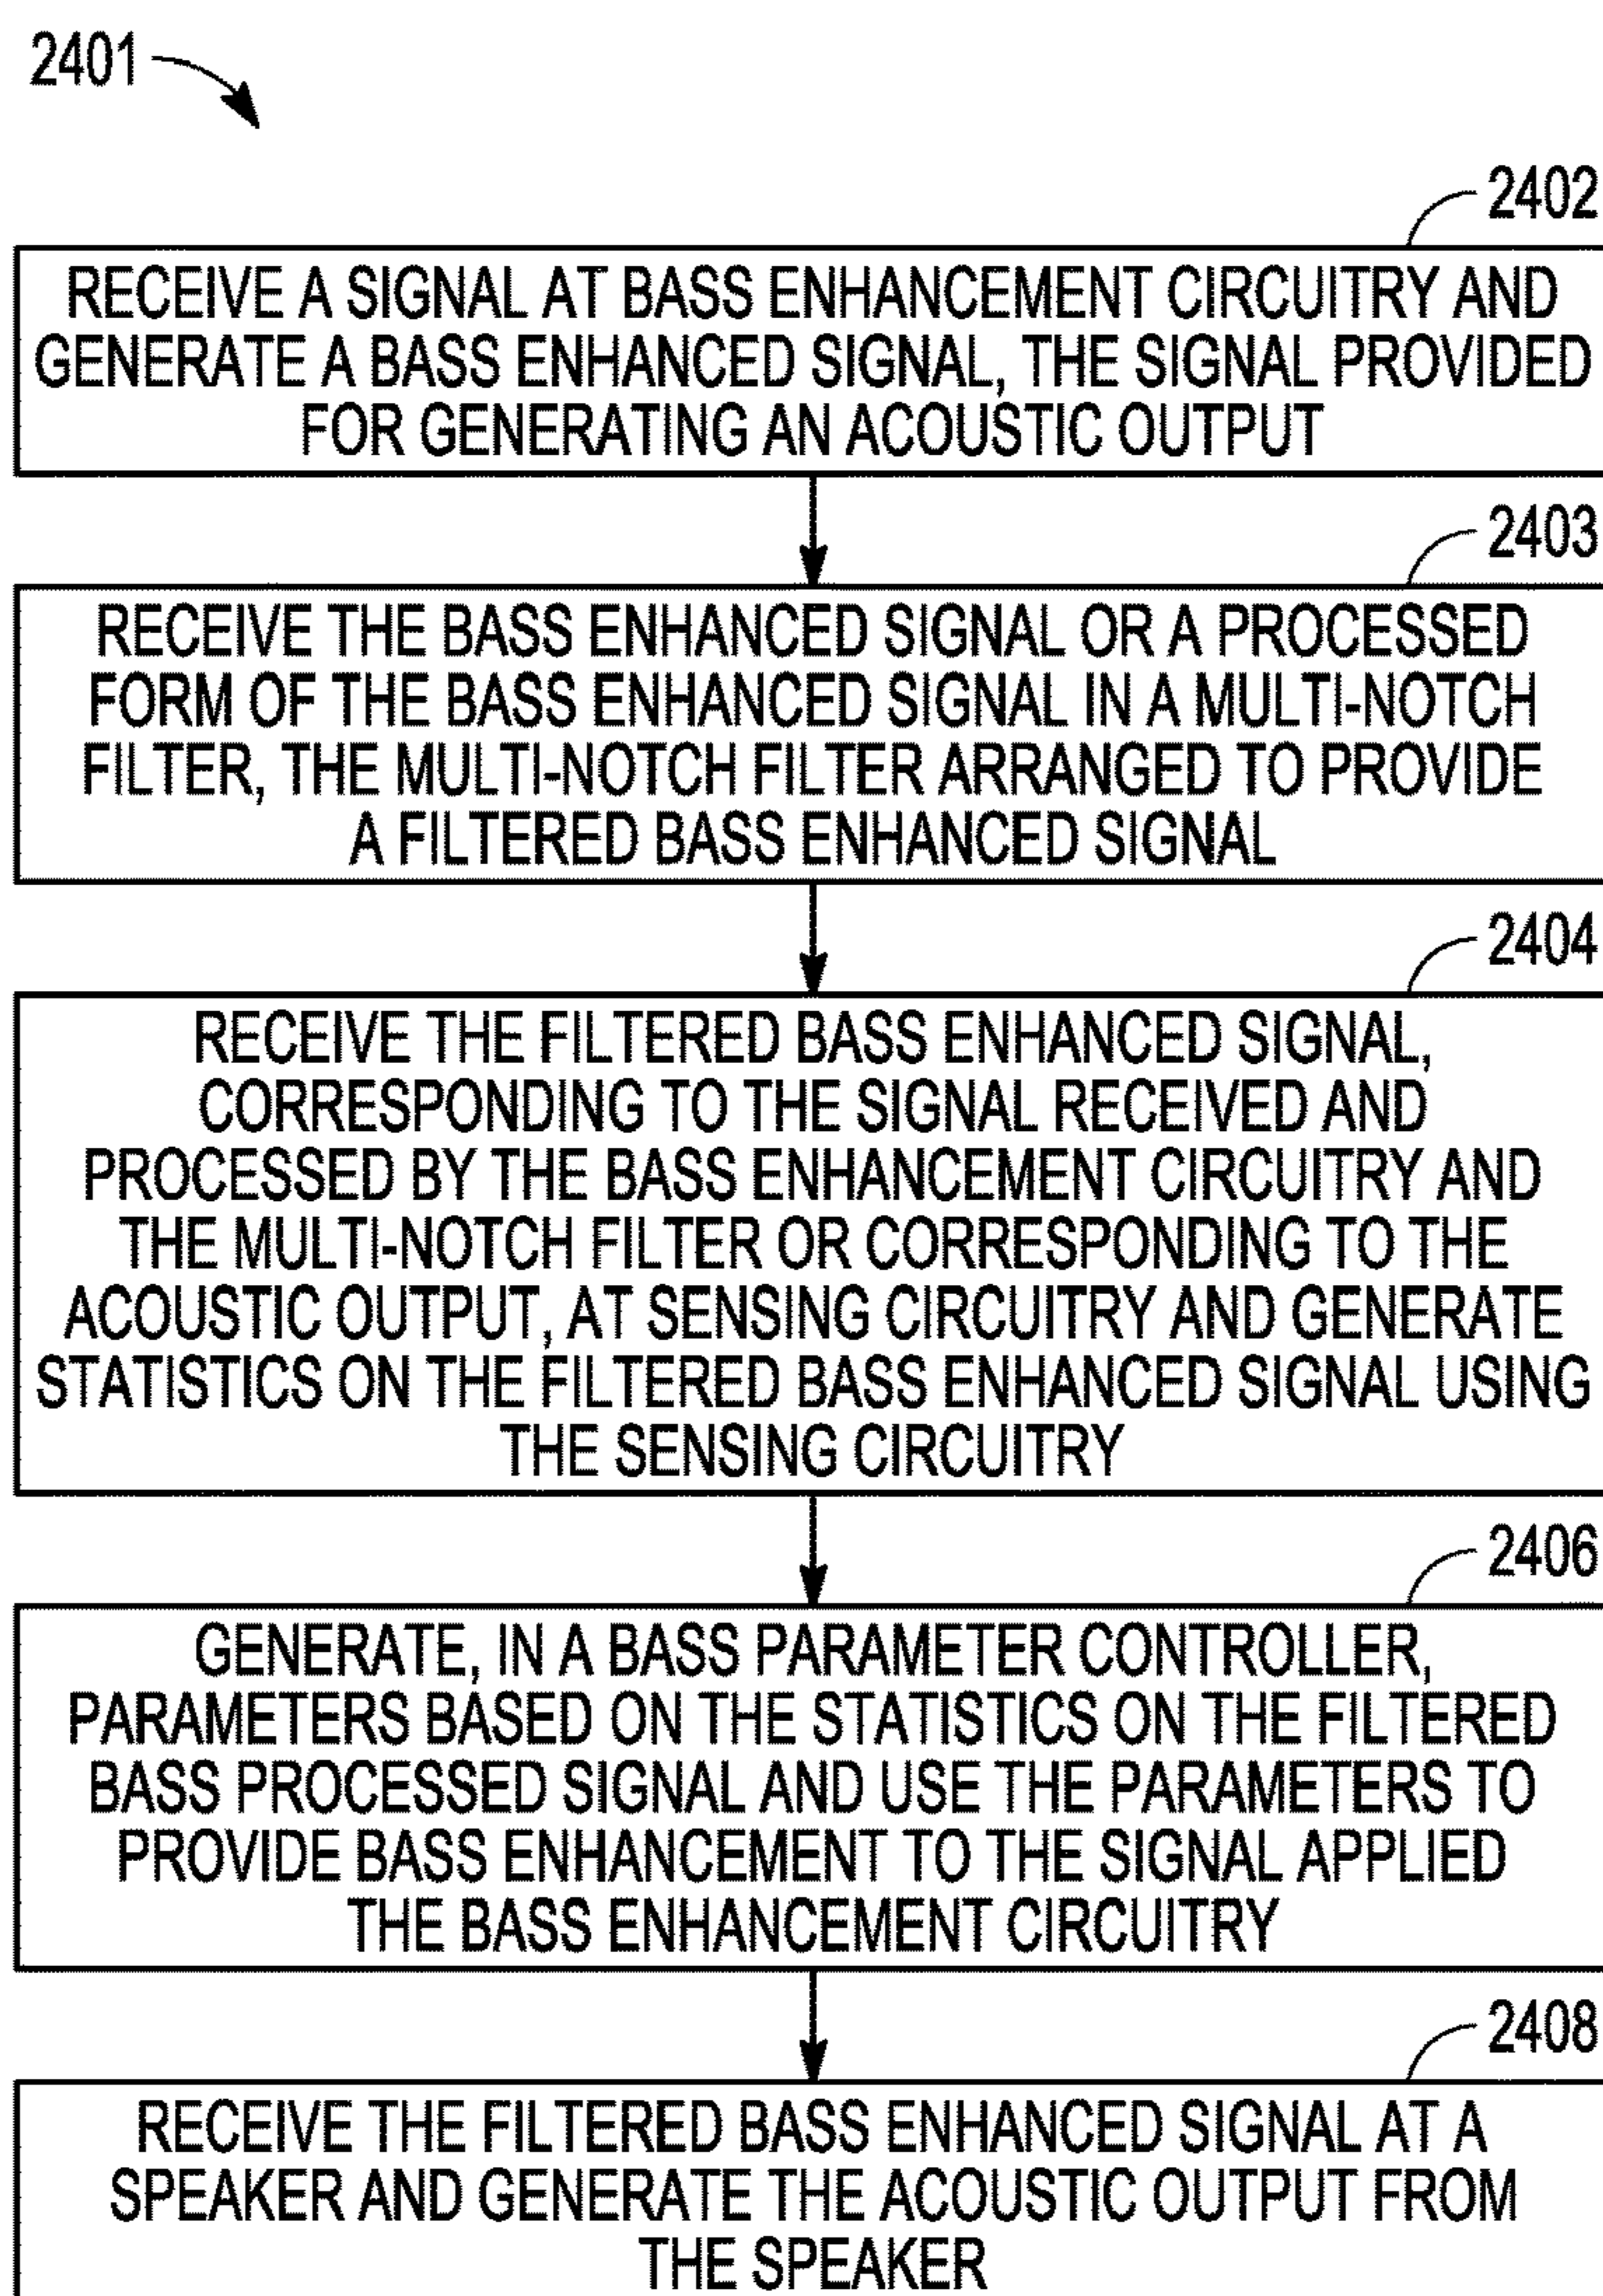 2401
2402
RECEIVE A SIGNAL AT BASS ENHANCEMENT CIRCUITRY AND
GENERATE A BASS ENHANCED SIGNAL, THE SIGNAL PROVIDED
FOR GENERATING AN ACOUSTIC OUTPUT
2403
RECEIVE THE BASS ENHANCED SIGNAL OR A PROCESSED
FORM OF THE BASS ENHANCED SIGNAL IN A MULTI-NOTCH
FILTER, THE MULTI-NOTCH FILTER ARRANGED TO PROVIDE
A FILTERED BASS ENHANCED SIGNAL
2404
RECEIVE THE FILTERED BASS ENHANCED SIGNAL,
CORRESPONDING TO THE SIGNAL RECEIVED AND
PROCESSED BY THE BASS ENHANCEMENT CIRCUITRY AND
THE MULTI-NOTCH FILTER OR CORRESPONDING TO THE
ACOUSTIC OUTPUT, AT SENSING CIRCUITRY AND GENERATE
STATISTICS ON THE FILTERED BASS ENHANCED SIGNAL USING
THE SENSING CIRCUITRY
2406
GENERATE, IN A BASS PARAMETER CONTROLLER,
PARAMETERS BASED ON THE STATISTICS ON THE FILTERED
BASS PROCESSED SIGNAL AND USE THE PARAMETERS TO
PROVIDE BASS ENHANCEMENT TO THE SIGNAL APPLIED
THE BASS ENHANCEMENT CIRCUITRY
2408
RECEIVE THE FILTERED BASS ENHANCED SIGNAL AT A
SPEAKER AND GENERATE THE ACOUSTIC OUTPUT FROM
THE SPEAKER